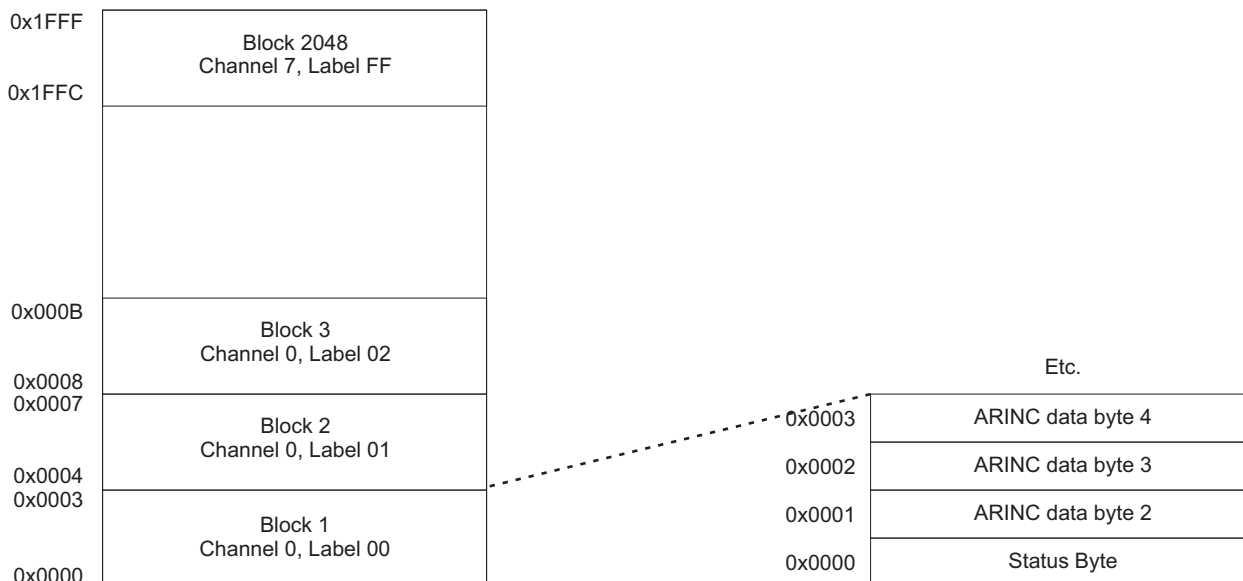 0x1FFF
Block 2048
Channel 7, Label FF
0x1FFC
0x000B
Block 3
Channel 0, Label 02
0x0008
0x0007
Block 2
Channel 0, Label 01
0x0004
0x0003
Block 1
Channel 0, Label 00
0x0000
Etc.
0x0003
ARINC data byte 4
0x0002
ARINC data byte 3
0x0001
ARINC data byte 2
0x0000
Status Byte